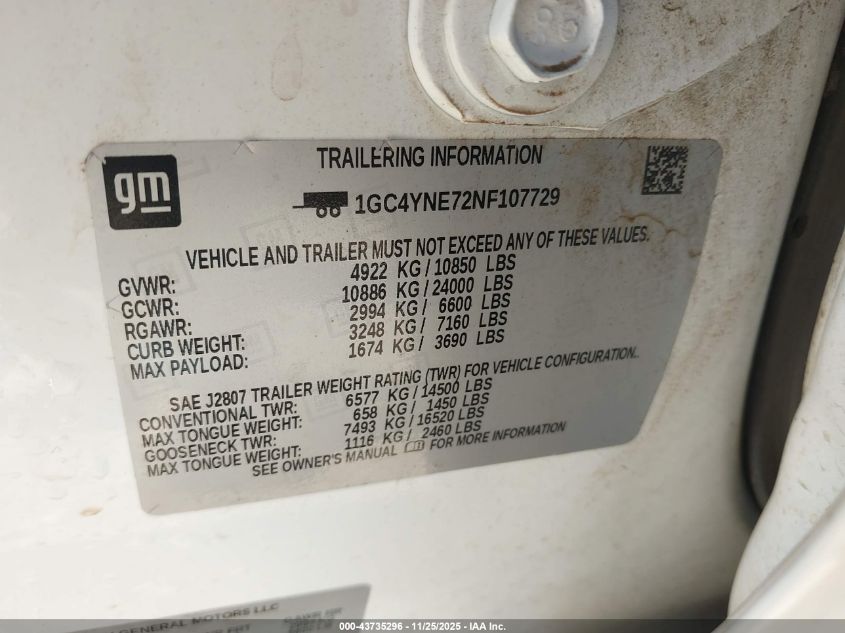 86
TRAILERING INFORMATION
gm
1GC4YNE72NF107729
VEHICLE AND TRAILER MUST NOT EXCEED ANY OF THESE VALUES.
GVWR: 4922 KG/10850 LBS
GCWR: 10886 KG/24000 LBS
RGAWR: 2994 KG/ 6600 LBS
CURB WEIGHT: 3248 KG/ 7160 LBS
MAX PAYLOAD: 1674 KG/ 3690 LBS
SAE J2807 TRAILER WEIGHT RATING (TWR) FOR VEHICLE CONFIGURATION.
CONVENTIONAL TWR: 6577 KG/14500 LBS
MAX TONGUE WEIGHT: 658 KG/ 1450 LBS
GOOSENECK TWR: 7493 KG/16520 LBS
MAX TONGUE WEIGHT: 1116 KG/ 2460 LBS
SEE OWNER'S MANUAL FOR MORE INFORMATION
GENERAL MOTORS LLC
000-43735296 - 11/25/2025 - IAA Inc.